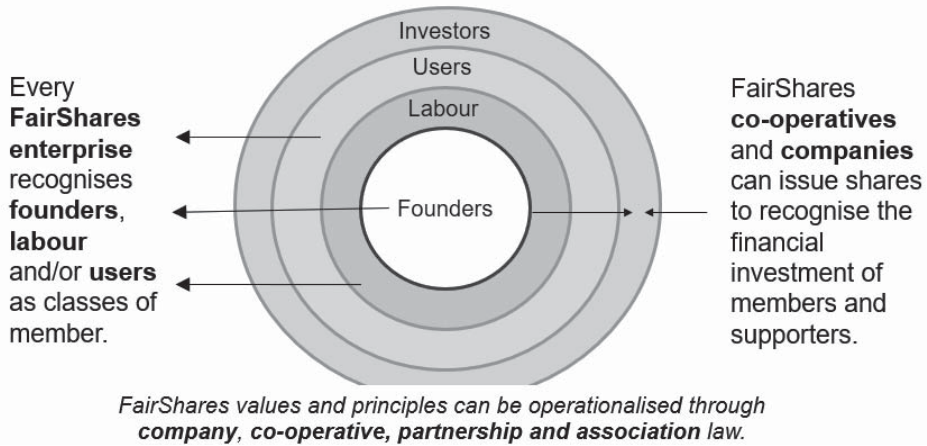 Investors
Users
Labour
Founders
Every
FairShares
enterprise
recognises
founders,
labour
and/or users
as classes of
member.
FairShares
co-operatives
and companies
can issue shares
to recognise the
financial
investment of
members and
supporters.
FairShares values and principles can be operationalised through
company, co-operative, partnership and association law.